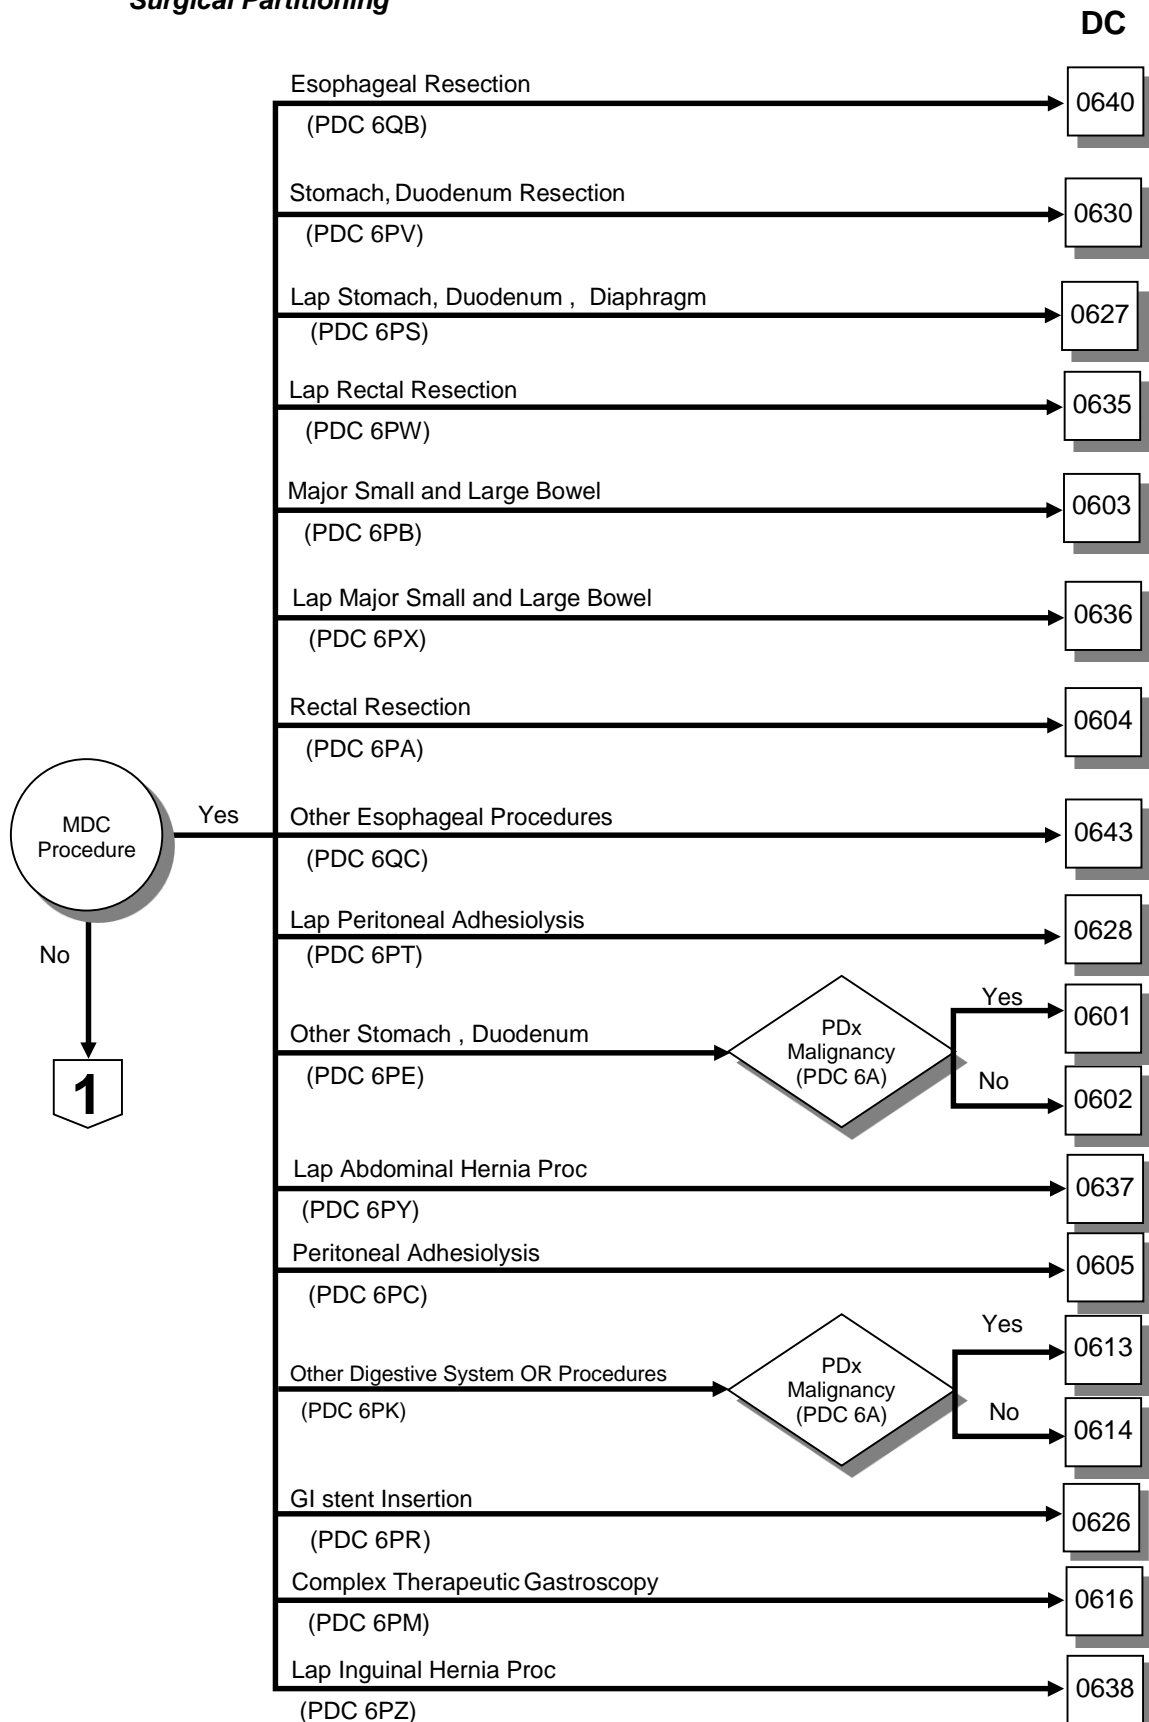 Surgical Partitioning
DC
Esophageal Resection
(PDC 6QB)
0640
Stomach, Duodenum Resection
(PDC 6PV)
0630
Lap Stomach, Duodenum , Diaphragm
(PDC 6PS)
0627
Lap Rectal Resection
(PDC 6PW)
0635
Major Small and Large Bowel
(PDC 6PB)
0603
Lap Major Small and Large Bowel
(PDC 6PX)
0636
Rectal Resection
(PDC 6PA)
0604
MDC
Procedure
Yes
Other Esophageal Procedures
(PDC 6QC)
0643
No
1
Lap Peritoneal Adhesiolysis
(PDC 6PT)
0628
Other Stomach , Duodenum
(PDC 6PE)
PDx
Malignancy
(PDC 6A)
Yes
0601
No
0602
Lap Abdominal Hernia Proc
(PDC 6PY)
0637
Peritoneal Adhesiolysis
(PDC 6PC)
0605
Other Digestive System OR Procedures
(PDC 6PK)
PDx
Malignancy
(PDC 6A)
Yes
0613
No
0614
GI stent Insertion
(PDC 6PR)
0626
Complex Therapeutic Gastroscopy
(PDC 6PM)
0616
Lap Inguinal Hernia Proc
(PDC 6PZ)
0638